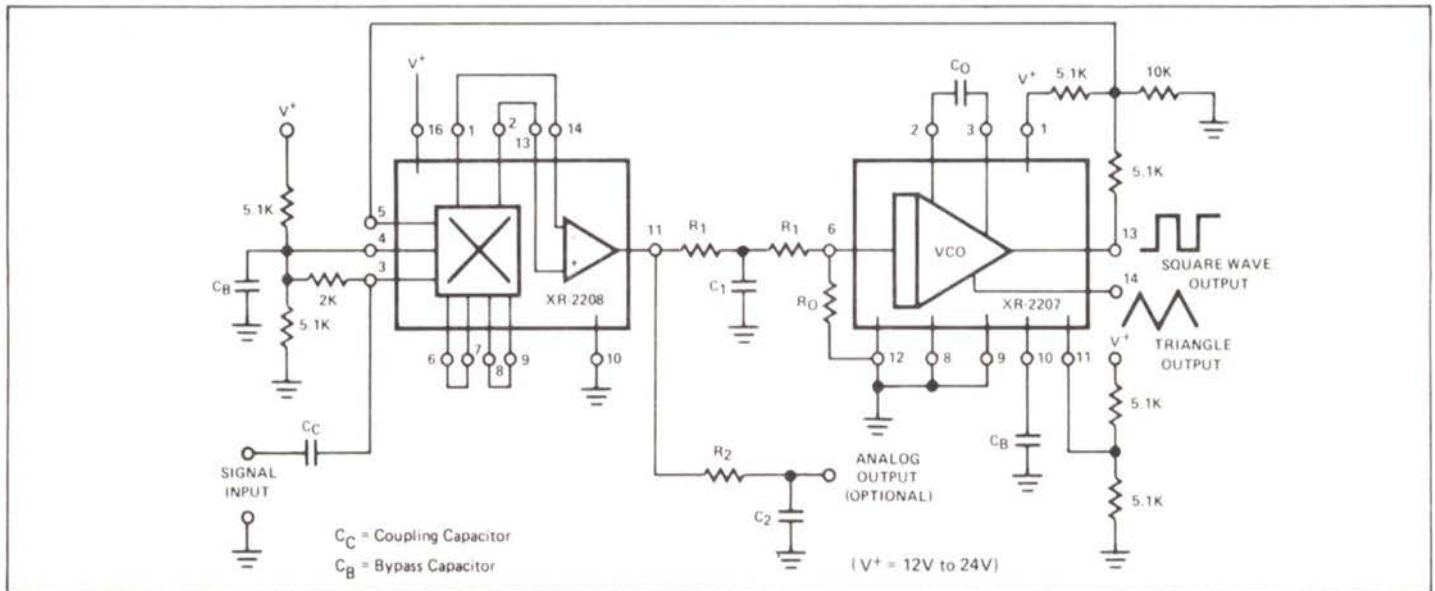 V+
CO
V+
5.1K
10K
V+
16
1
2
13
14
2
3
1
5.1K
5.1K
5
4
3
CB
2K
5.1K
11
R1
R1
6
C1
RO
VCO
13
SQUARE WAVE
OUTPUT
14
TRIANGLE
OUTPUT
XR-2208
XR-2207
6
7
8
9
10
12
8
9
10
11
V+
5.1K
CC
SIGNAL
INPUT
R2
C2
ANALOG
OUTPUT
(OPTIONAL)
CB
5.1K
CC = Coupling Capacitor
CB = Bypass Capacitor
(V+ = 12V to 24V)
-
+